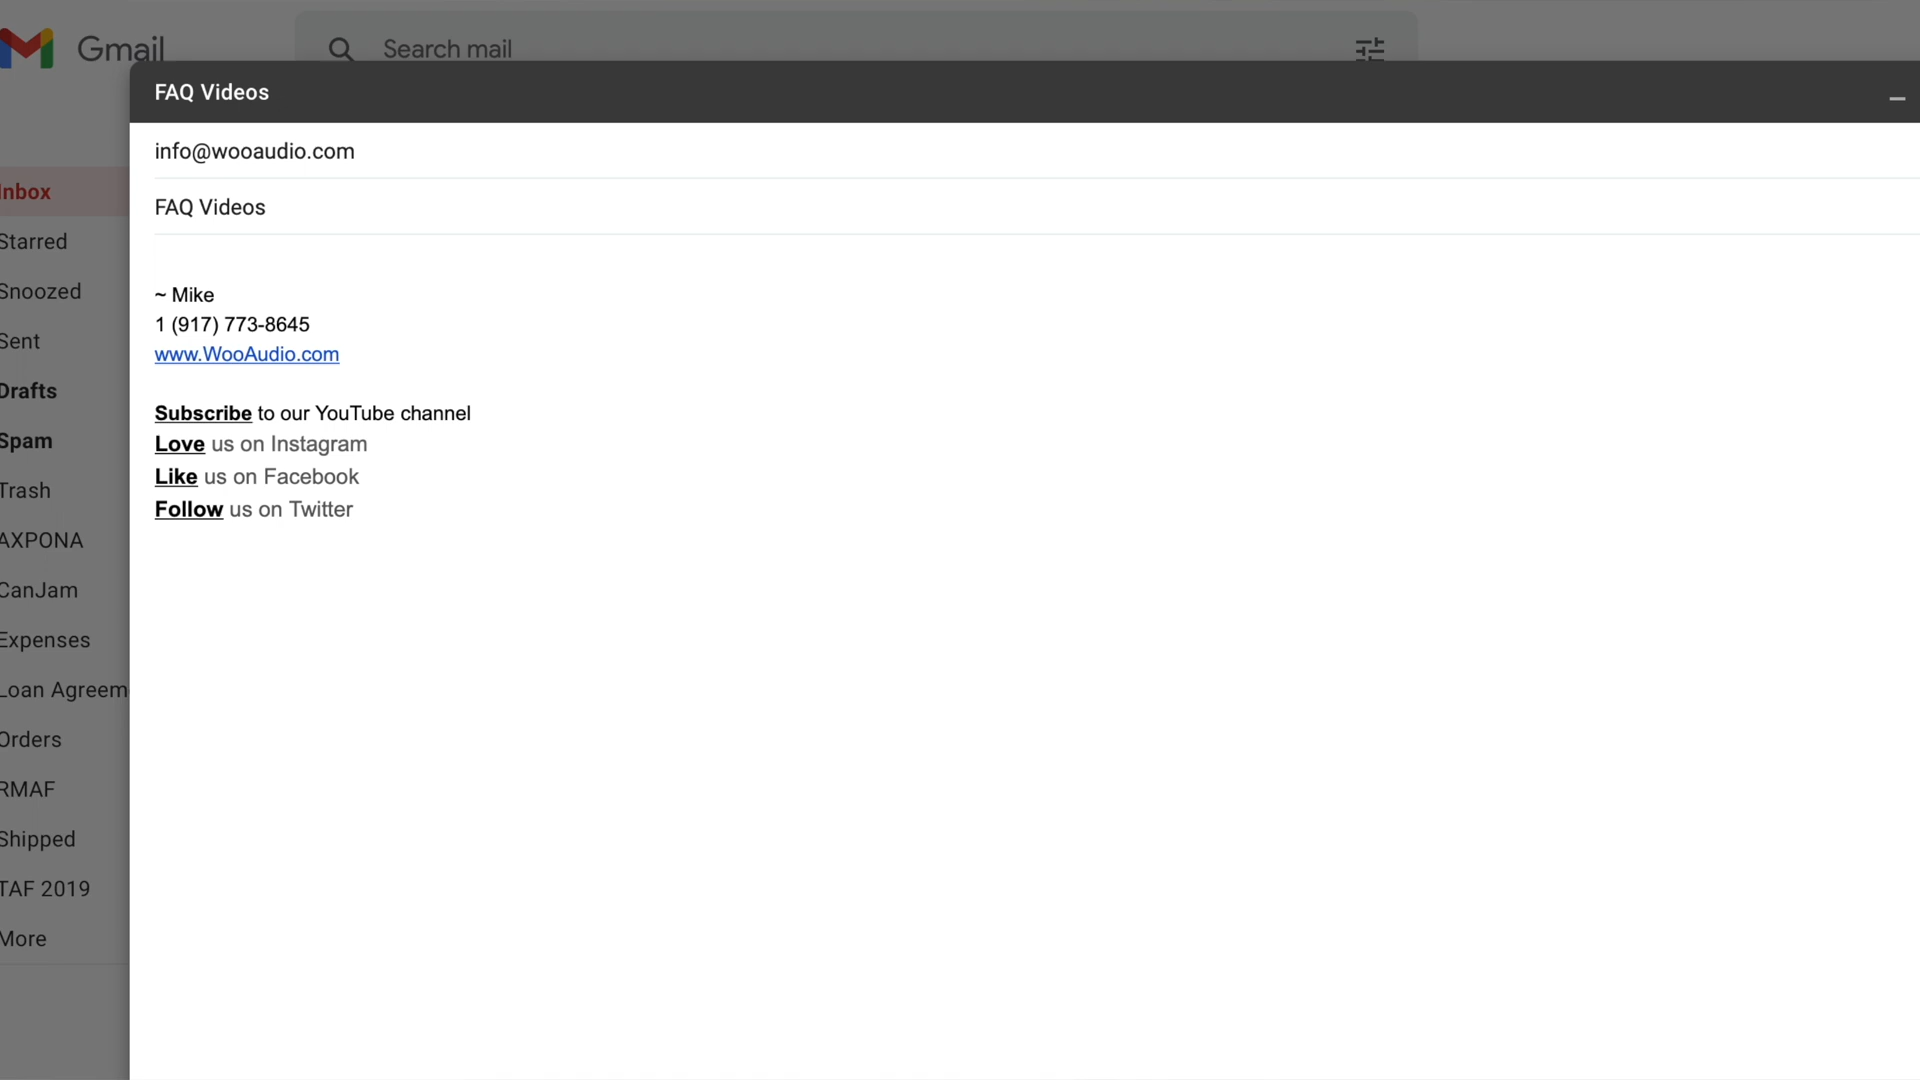 Gmail
Search mail
FAQ Videos
info@wooaudio.com
FAQ Videos
Inbox
Starred
Snoozed
Sent
Drafts
Spam
Trash
AXPONA
CanJam
Expenses
Loan Agreem
Orders
RMAF
Shipped
TAF 2019
More
~ Mike
1 (917) 773-8645
www.WooAudio.com
Subscribe to our YouTube channel
Love us on Instagram
Like us on Facebook
Follow us on Twitter